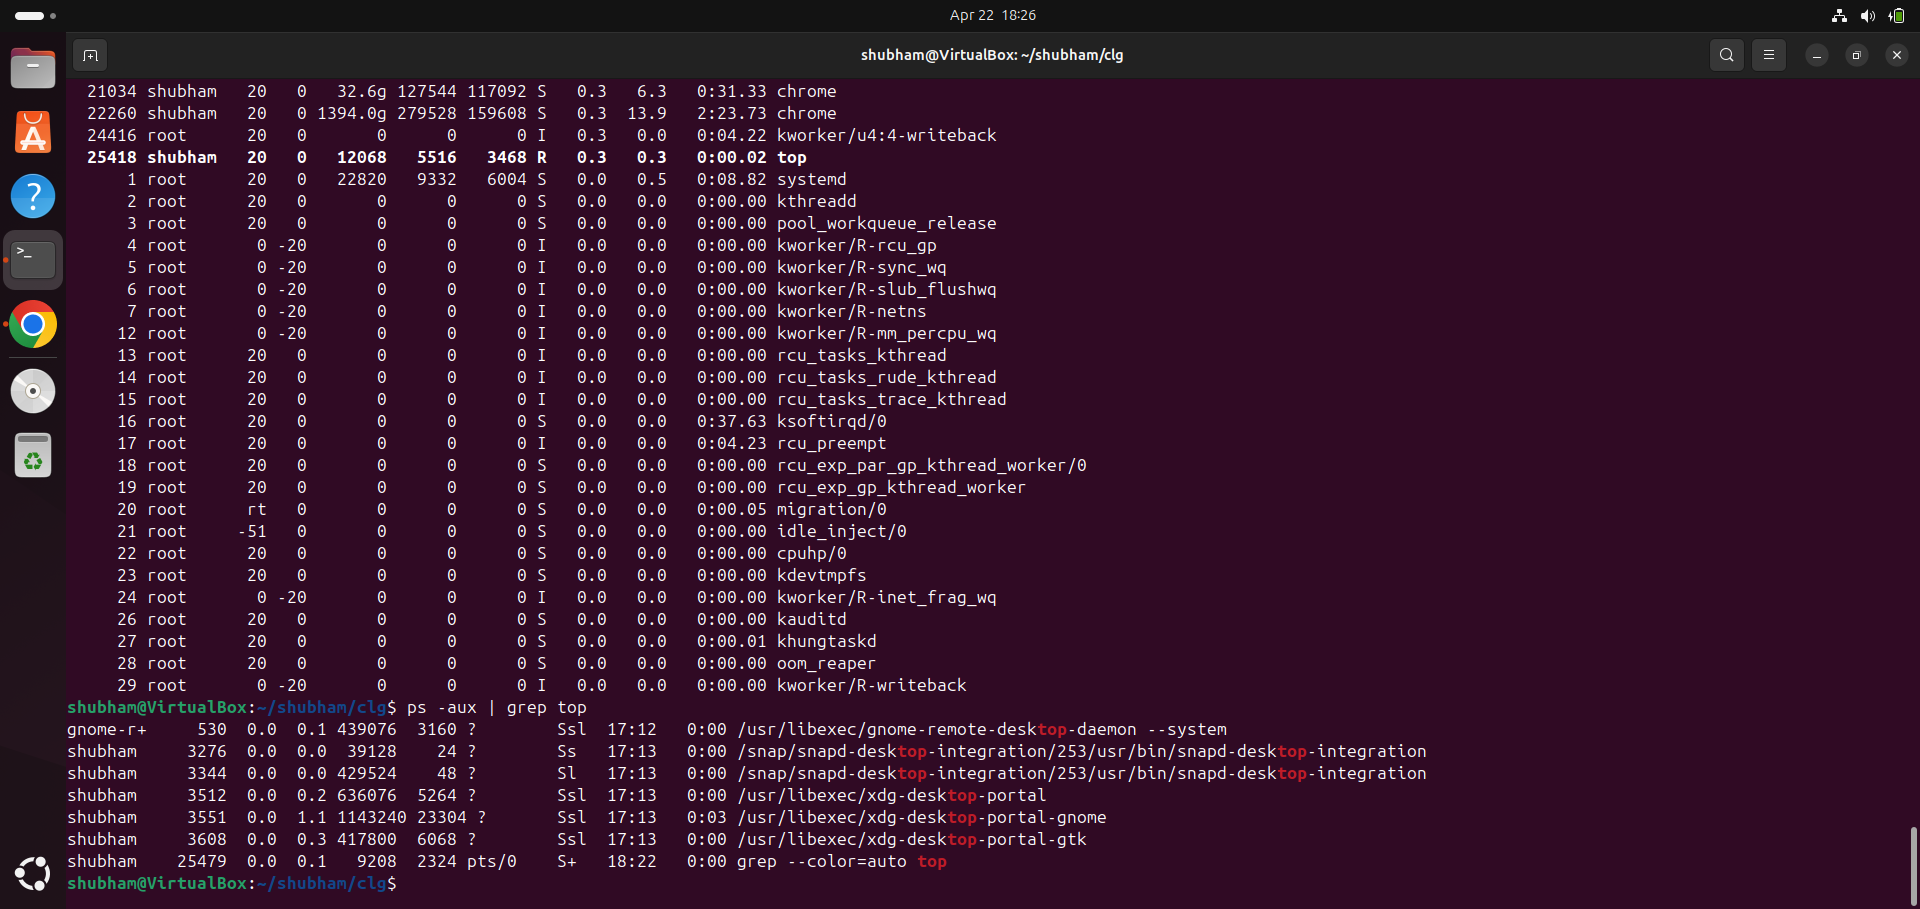 Apr 22 18:26
shubham@VirtualBox: ~/shubham/clg
21034 shubham 20 0 32.6g 127544 117092 S 0.3 6.3 0:31.33 chrome
22260 shubham 20 0 1394.0g 279528 159608 S 0.3 13.9 2:23.73 chrome
24416 root 20 0 0 0 0 I 0.3 0.0 0:04.22 kworker/u4:4-writeback
25418 shubham 20 0 12068 5516 3468 R 0.3 0.3 0:00.02 top
1 root 20 0 22820 9332 6004 S 0.0 0.5 0:08.82 systemd
2 root 20 0 0 0 0 S 0.0 0.0 0:00.00 kthreadd
3 root 20 0 0 0 0 S 0.0 0.0 0:00.00 pool_workqueue_release
4 root 0 -20 0 0 0 I 0.0 0.0 0:00.00 kworker/R-rcu_gp
5 root 0 -20 0 0 0 I 0.0 0.0 0:00.00 kworker/R-sync_wq
6 root 0 -20 0 0 0 I 0.0 0.0 0:00.00 kworker/R-slub_flushwq
7 root 0 -20 0 0 0 I 0.0 0.0 0:00.00 kworker/R-netns
12 root 0 -20 0 0 0 I 0.0 0.0 0:00.00 kworker/R-mm_percpu_wq
13 root 20 0 0 0 0 I 0.0 0.0 0:00.00 rcu_tasks_kthread
14 root 20 0 0 0 0 I 0.0 0.0 0:00.00 rcu_tasks_rude_kthread
15 root 20 0 0 0 0 I 0.0 0.0 0:00.00 rcu_tasks_trace_kthread
16 root 20 0 0 0 0 S 0.0 0.0 0:37.63 ksoftirqd/0
17 root 20 0 0 0 0 I 0.0 0.0 0:04.23 rcu_preempt
18 root 20 0 0 0 0 S 0.0 0.0 0:00.00 rcu_exp_par_gp_kthread_worker/0
19 root 20 0 0 0 0 S 0.0 0.0 0:00.00 rcu_exp_gp_kthread_worker
20 root rt 0 0 0 0 S 0.0 0.0 0:00.05 migration/0
21 root -51 0 0 0 0 S 0.0 0.0 0:00.00 idle_inject/0
22 root 20 0 0 0 0 S 0.0 0.0 0:00.00 cpuhp/0
23 root 20 0 0 0 0 S 0.0 0.0 0:00.00 kdevtmpfs
24 root 0 -20 0 0 0 I 0.0 0.0 0:00.00 kworker/R-inet_frag_wq
26 root 20 0 0 0 0 S 0.0 0.0 0:00.00 kauditd
27 root 20 0 0 0 0 S 0.0 0.0 0:00.01 khungtaskd
28 root 20 0 0 0 0 S 0.0 0.0 0:00.00 oom_reaper
29 root 0 -20 0 0 0 I 0.0 0.0 0:00.00 kworker/R-writeback
shubham@VirtualBox:~/shubham/clg$ ps -aux | grep top
gnome-r+ 530 0.0 0.1 439076 3160 ? Ssl 17:12 0:00 /usr/libexec/gnome-remote-desktop-daemon --system
shubham 3276 0.0 0.0 39128 24 ? Ss 17:13 0:00 /snap/snapd-desktop-integration/253/usr/bin/snapd-desktop-integration
shubham 3344 0.0 0.0 429524 48 ? Sl 17:13 0:00 /snap/snapd-desktop-integration/253/usr/bin/snapd-desktop-integration
shubham 3512 0.0 0.2 636076 5264 ? Ssl 17:13 0:00 /usr/libexec/xdg-desktop-portal
shubham 3551 0.0 1.1 1143240 23304 ? Ssl 17:13 0:03 /usr/libexec/xdg-desktop-portal-gnome
shubham 3608 0.0 0.3 417800 6068 ? Ssl 17:13 0:00 /usr/libexec/xdg-desktop-portal-gtk
shubham 25479 0.0 0.1 9208 2324 pts/0 S+ 18:22 0:00 grep --color=auto top
shubham@VirtualBox:~/shubham/clg$